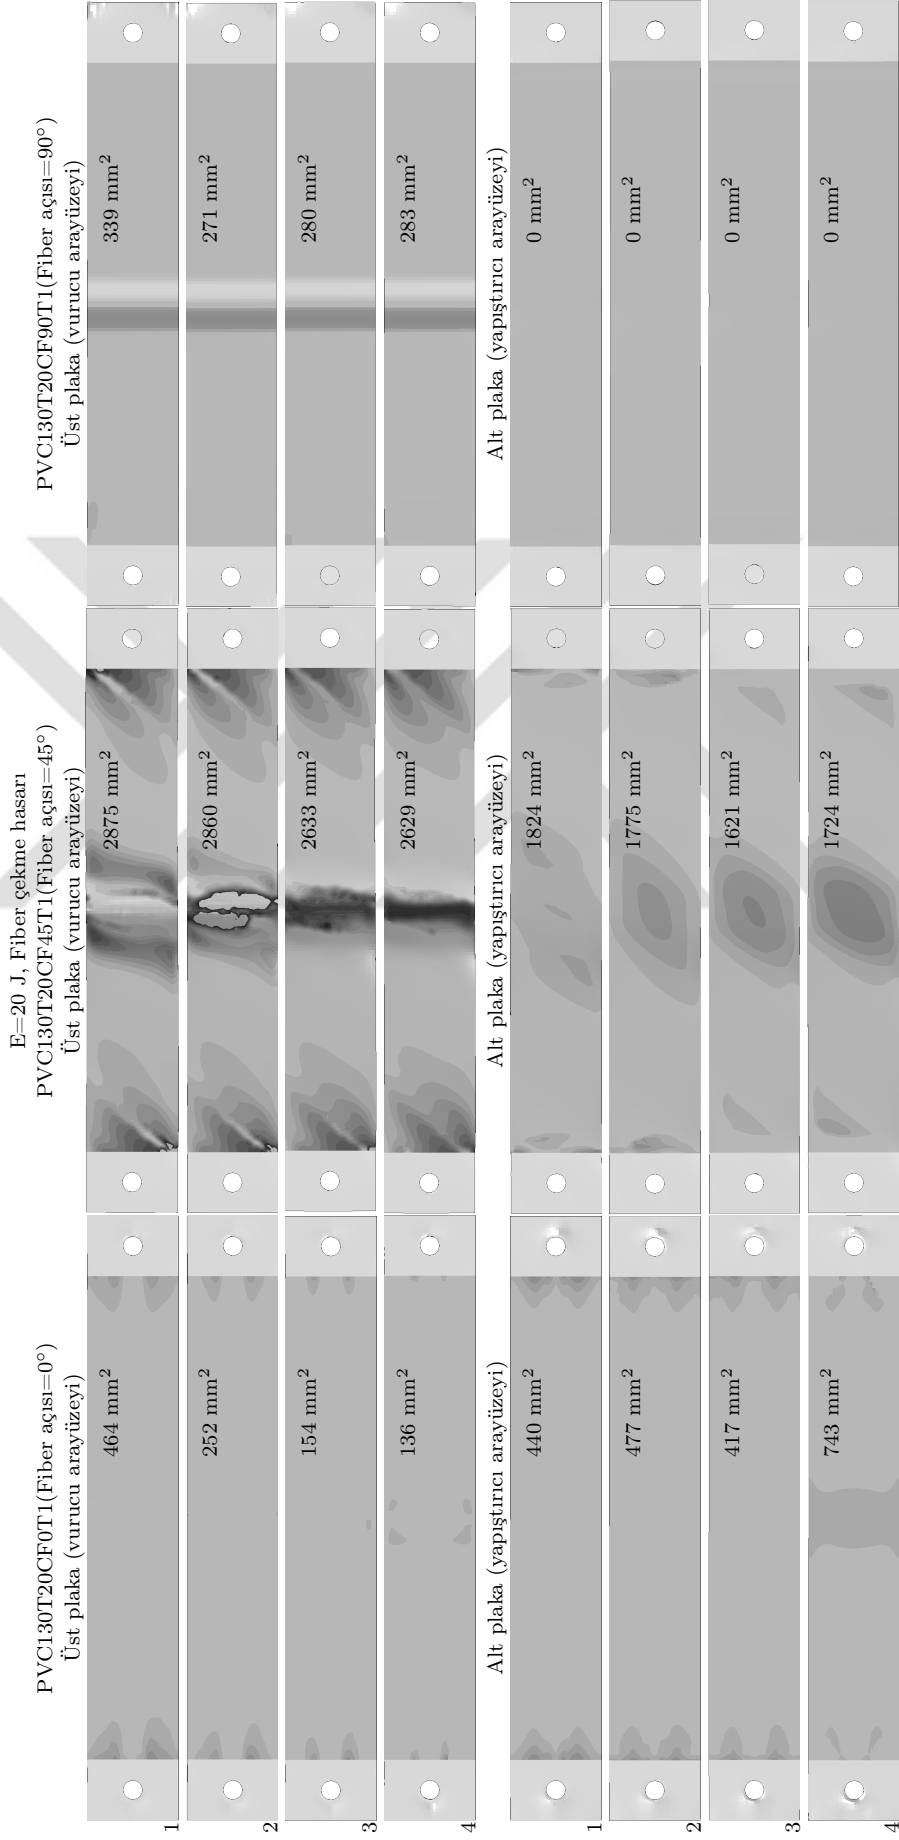 E=20 J, Fiber çekme hasarı
PVC130T20CF0T1(Fiber açısı=0°)
Üst plaka (vurucu arayüzeyi)
PVC130T20CF45T1(Fiber açısı=45°)
Üst plaka (vurucu arayüzeyi)
PVC130T20CF90T1(Fiber açısı=90°)
Üst plaka (vurucu arayüzeyi)
1
464 mm²
2875 mm²
339 mm²
2
252 mm²
2860 mm²
271 mm²
3
154 mm²
2633 mm²
280 mm²
4
136 mm²
2629 mm²
283 mm²
Alt plaka (yapıştırıcı arayüzeyi)
Alt plaka (yapıştırıcı arayüzeyi)
Alt plaka (yapıştırıcı arayüzeyi)
1
440 mm²
1824 mm²
0 mm²
2
477 mm²
1775 mm²
0 mm²
3
417 mm²
1621 mm²
0 mm²
4
743 mm²
1724 mm²
0 mm²